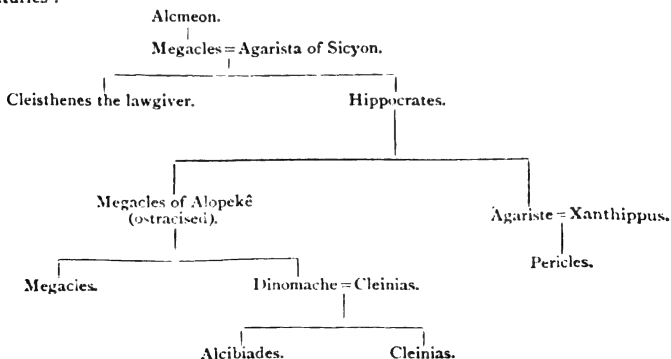 Alcmeon.
Megacles = Agarista of Sicyon.
Cleisthenes the lawgiver. Hippocrates.
Megacles of Alopekê
(ostracised).
Agariste = Xanthippus.
Pericles.
Megacles. Dinomache = Cleinias.
Alcibiades. Cleinias.